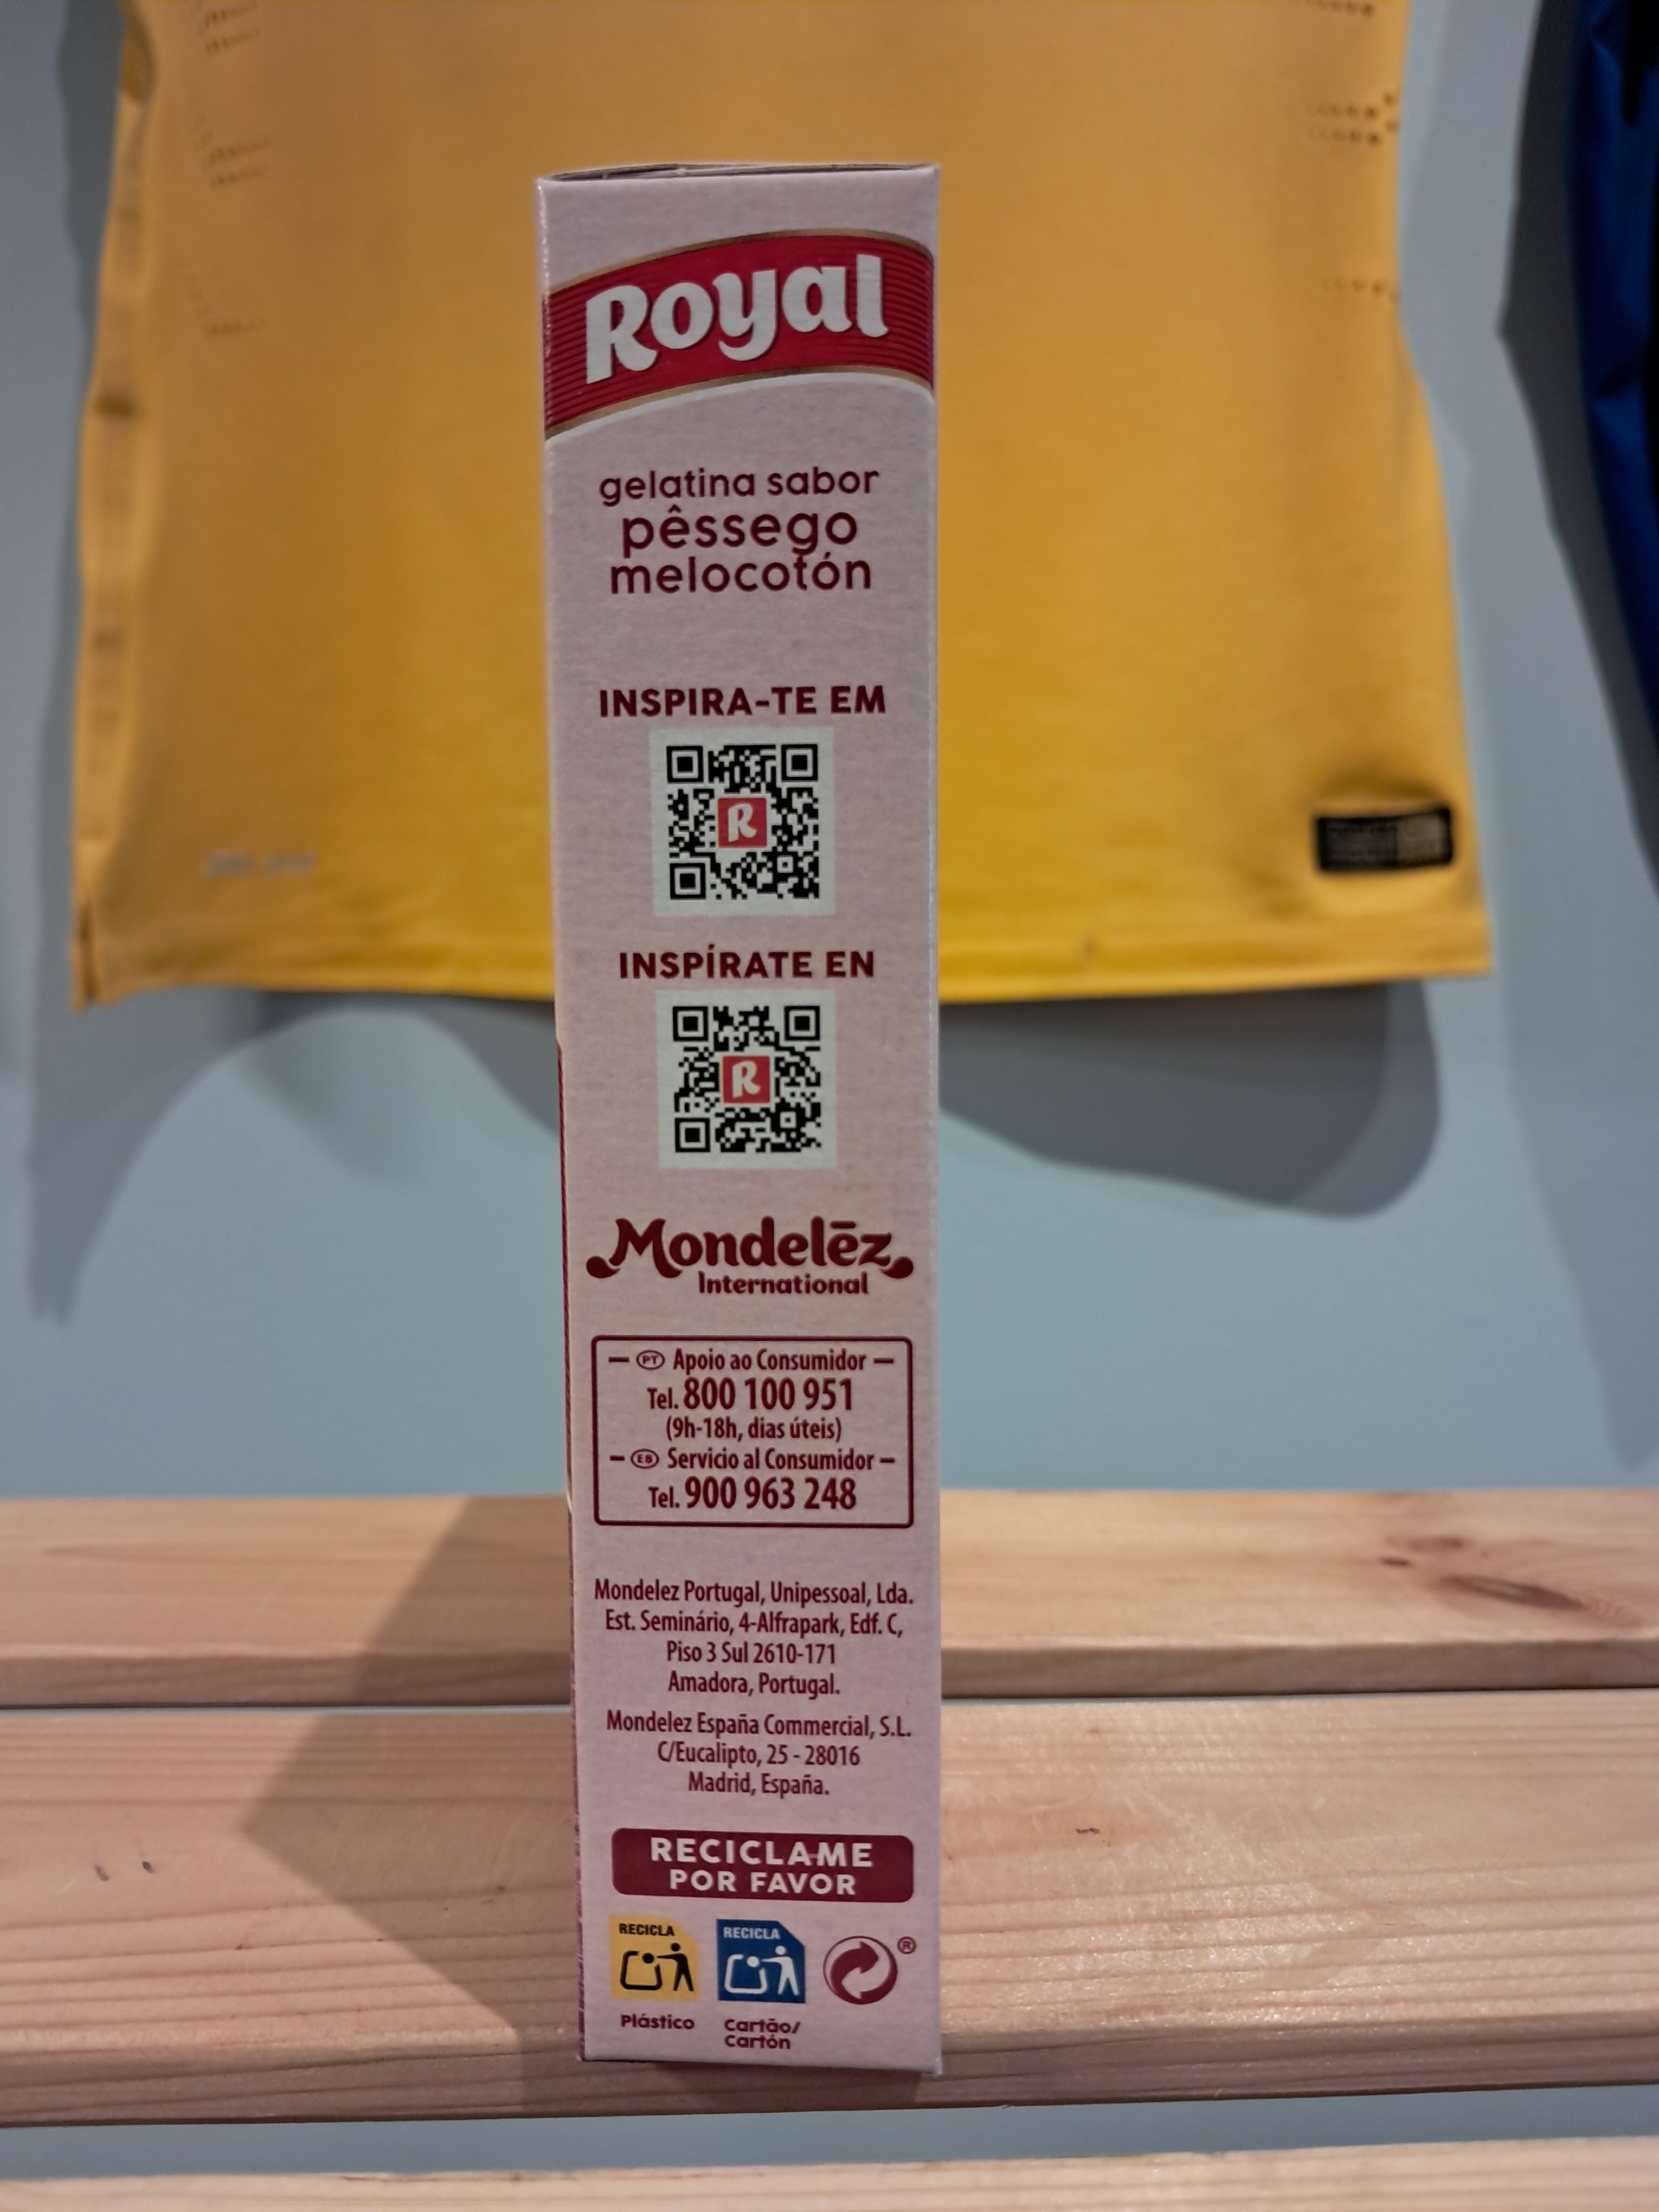 Royal
gelatina sabor
pêssego
melocotón
INSPIRA-TE EM
R
INSPÍRATE EN
R
Mondelēz
International
PT Apoio ao Consumidor
Tel. 800 100 951
(9h-18h, dias úteis)
EB Servicio al Consumidor
Tel. 900 963 248
Mondelez Portugal, Unipessoal, Lda.
Est. Seminário, 4-Alfrapark, Edf. C,
Piso 3 Sul 2610-171
Amadora, Portugal.
Mondelez España Commercial, S.L.
C/Eucalipto, 25 - 28016
Madrid, España.
RECICLAME
POR FAVOR
RECICLA RECICLA ®
Plástico Cartão/
Cartón